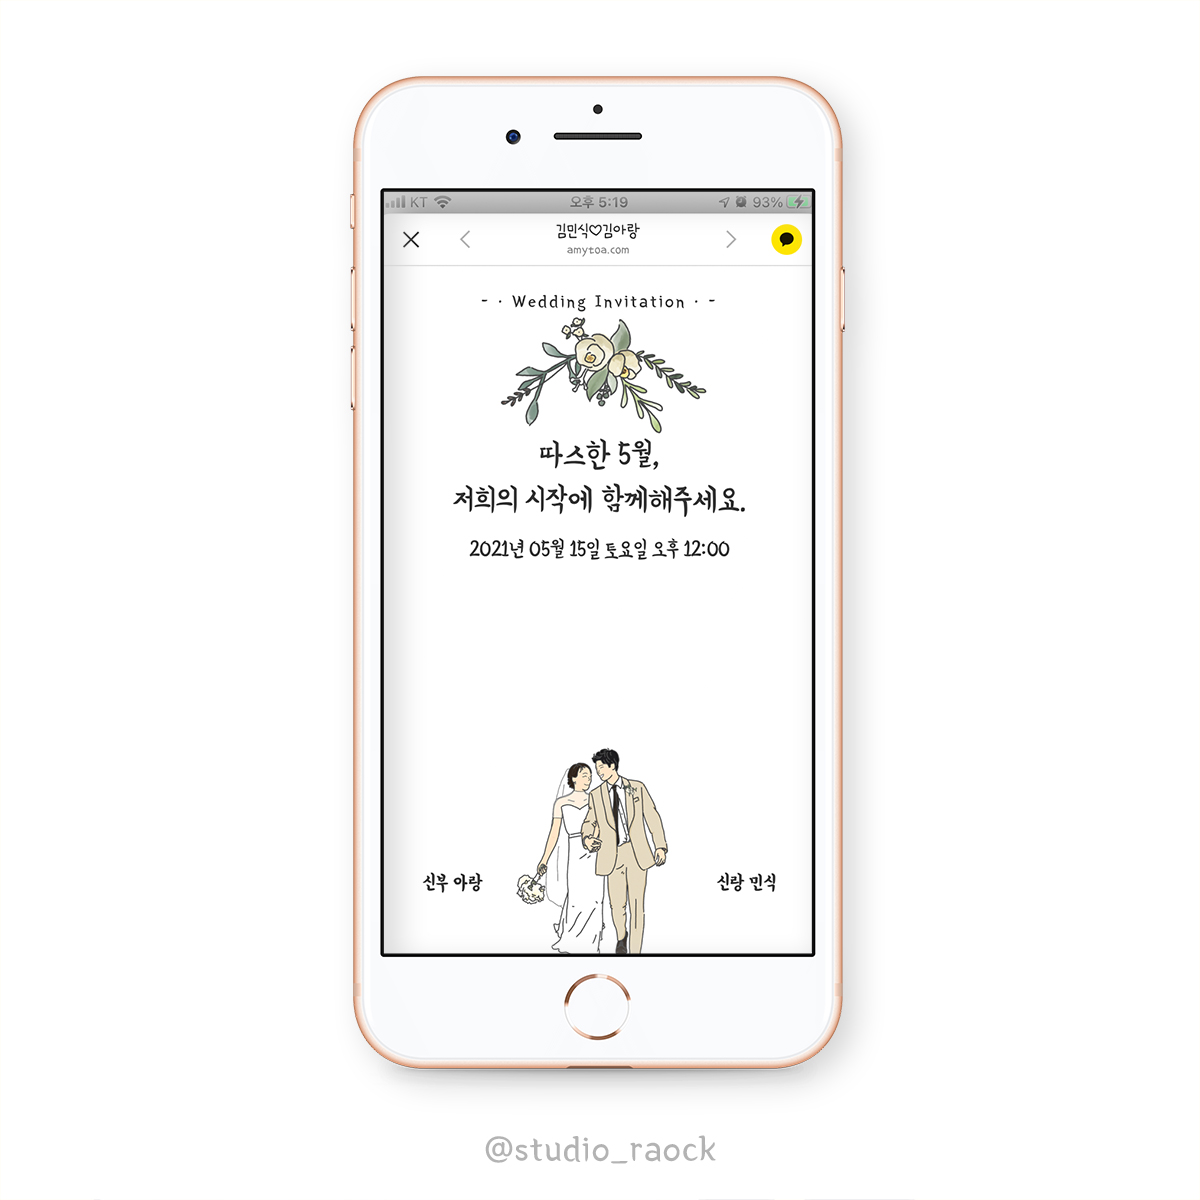 KT 오후 5:19 93%
김민식♡김아랑
amytoa.com
- · Wedding Invitation · -
따스한 5월,
저희의 시작에 함께해주세요.
2021년 05월 15일 토요일 오후 12:00
신부 아랑 신랑 민식
@studio_raock